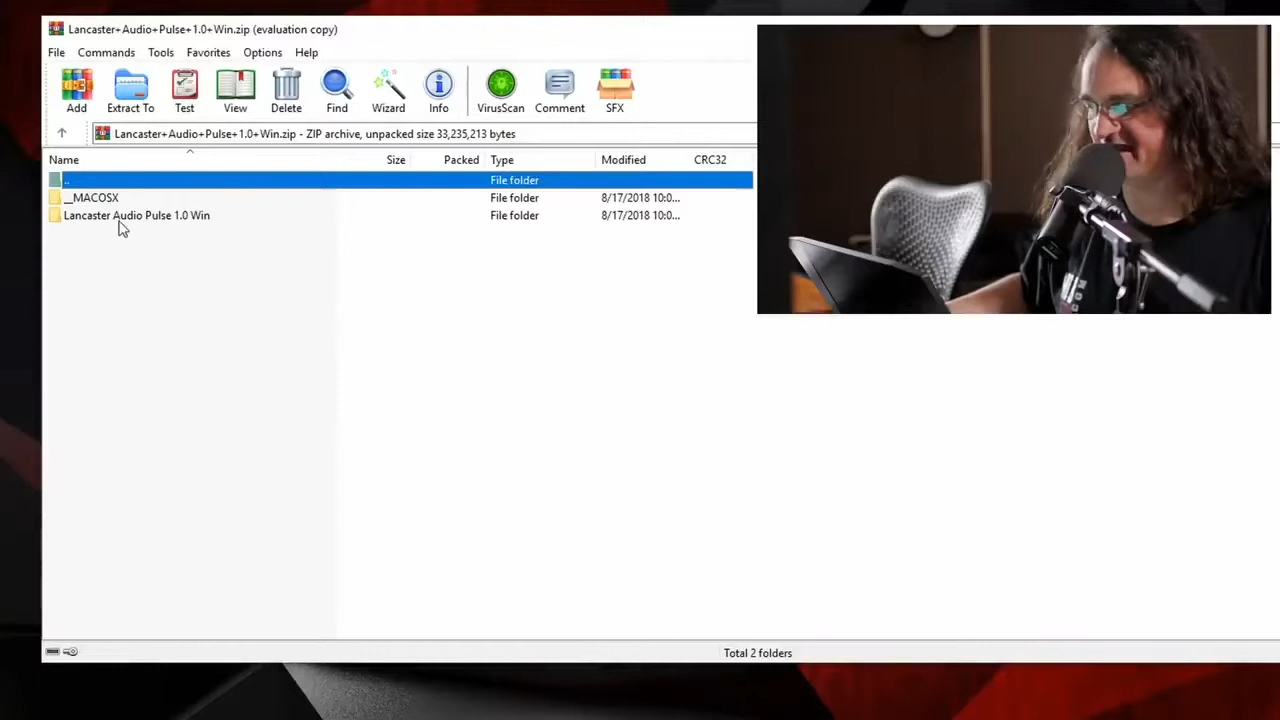 Lancaster+Audio+Pulse+1.0+Win.zip (evaluation copy)
File Commands Tools Favorites Options Help
Add Extract To Test View Delete Find Wizard Info VirusScan Comment SFX
Lancaster+Audio+Pulse+1.0+Win.zip - ZIP archive, unpacked size 33,235,213 bytes
Name Size Packed Type Modified CRC32
.. File folder
__MACOSX File folder 8/17/2018 10:0...
Lancaster Audio Pulse 1.0 Win File folder 8/17/2018 10:0...
Total 2 folders